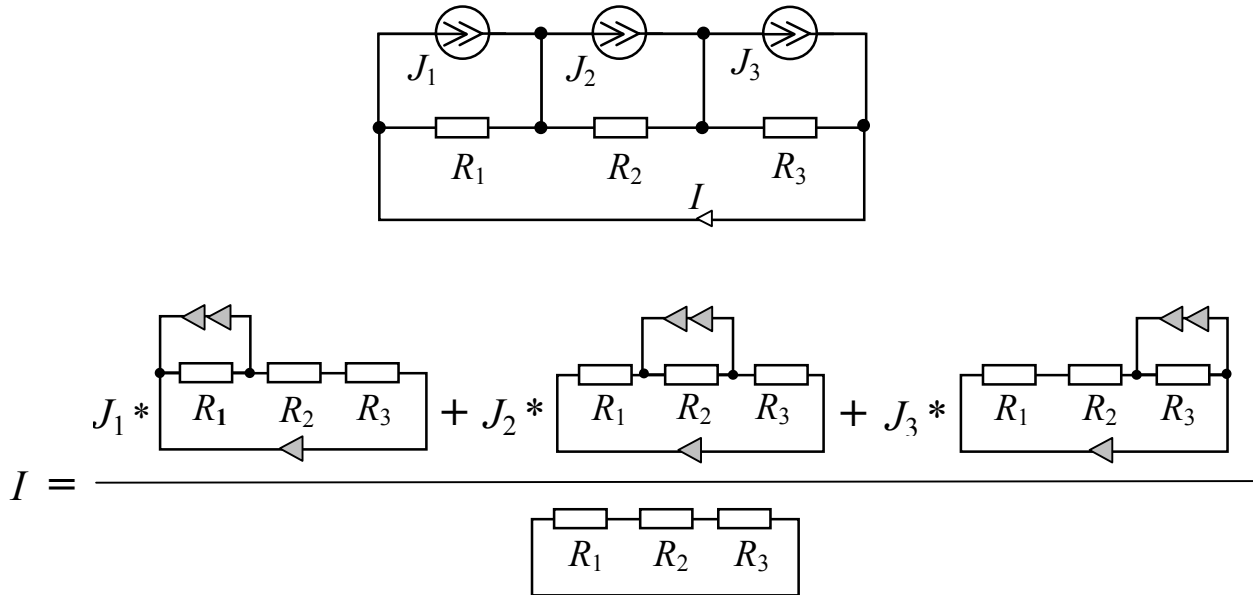 J₁ J₂ J₃
R₁ R₂ R₃
I
J₁ * R₁ R₂ R₃ + J₂ * R₁ R₂ R₃ + J₃ * R₁ R₂ R₃
I =
R₁ R₂ R₃